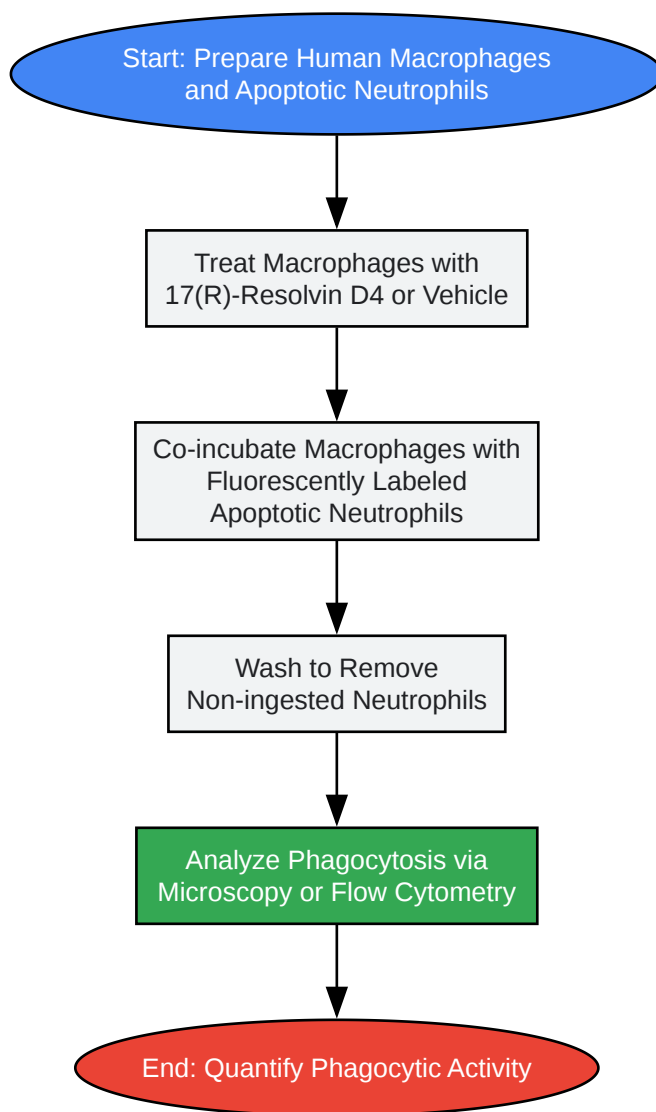 Start: Prepare Human Macrophages
and Apoptotic Neutrophils
Treat Macrophages with
17(R)-Resolvin D4 or Vehicle
Co-incubate Macrophages with
Fluorescently Labeled
Apoptotic Neutrophils
Wash to Remove
Non-ingested Neutrophils
Analyze Phagocytosis via
Microscopy or Flow Cytometry
End: Quantify Phagocytic Activity